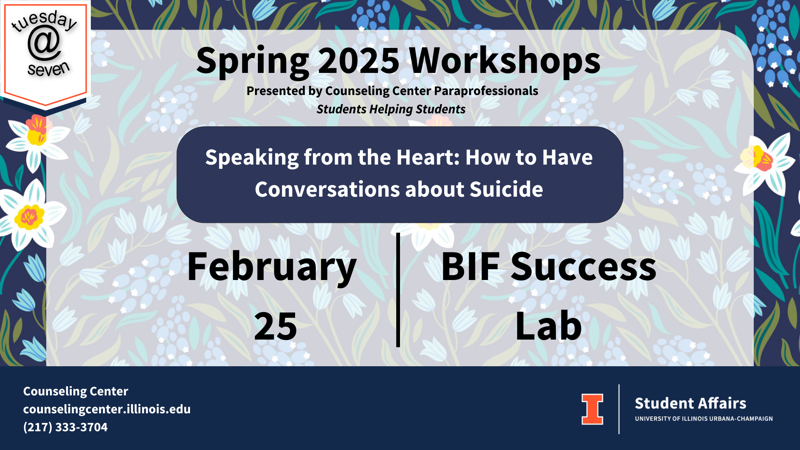 tuesday
@
seven
Spring 2025 Workshops
Presented by Counseling Center Paraprofessionals
Students Helping Students
Speaking from the Heart: How to Have
Conversations about Suicide
February
25
BIF Success
Lab
Counseling Center
counselingcenter.illinois.edu
(217) 333-3704
I
Student Affairs
UNIVERSITY OF ILLINOIS URBANA-CHAMPAIGN